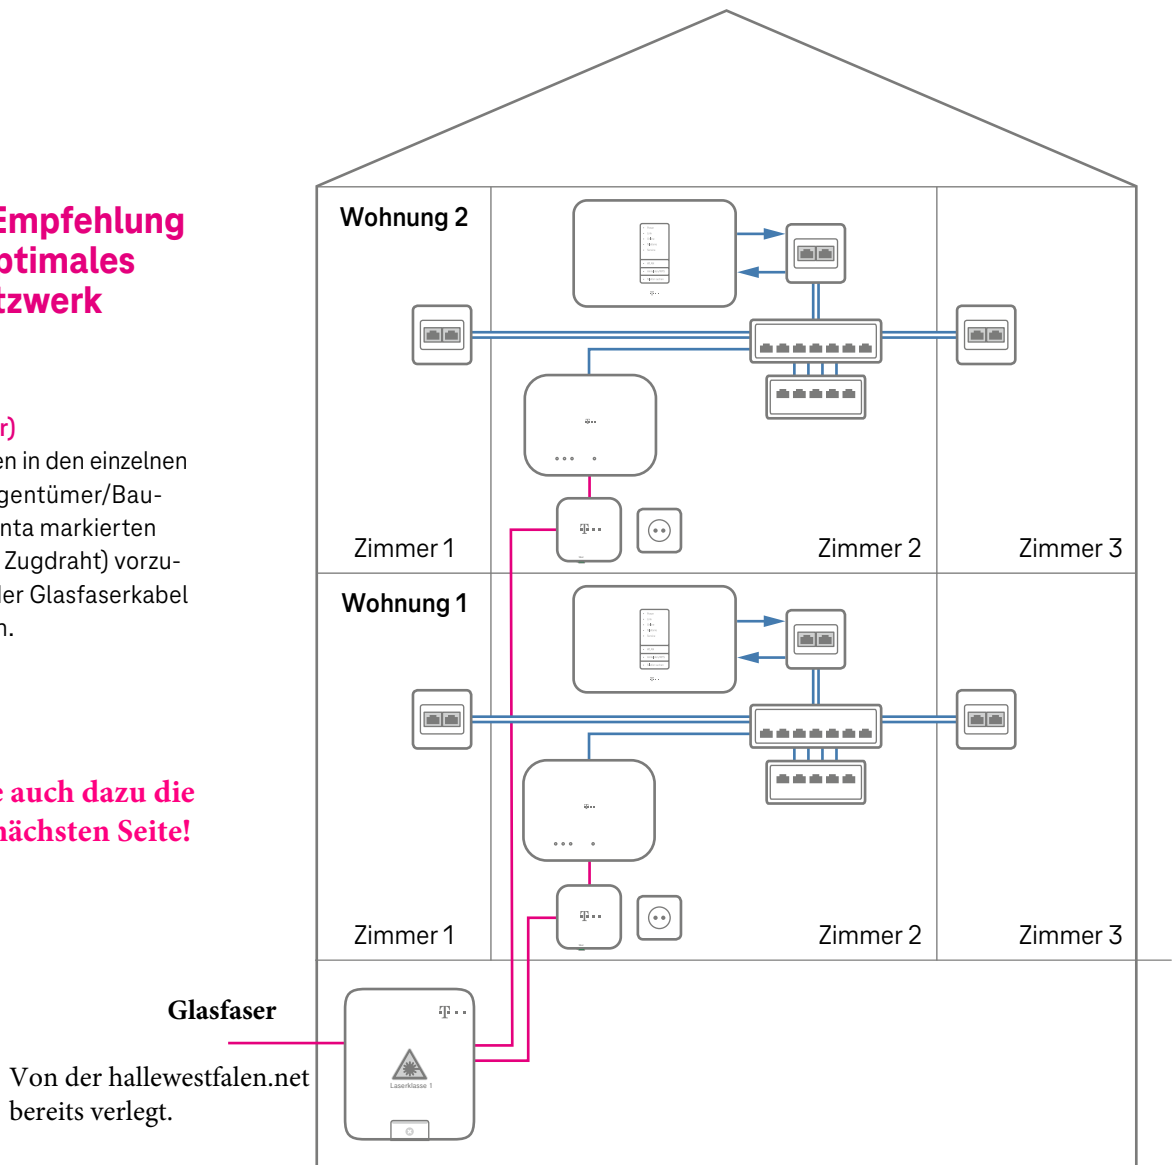 Empfehlung
ptimales
tzwerk
r)
en in den einzelnen
gentümer/Bau-
nta markierten
Zugdraht) vorzu-
der Glasfaserkabel
n.
e auch dazu die
nächsten Seite!
Wohnung 2
Zimmer 1
Zimmer 2
Zimmer 3
Wohnung 1
Zimmer 1
Zimmer 2
Zimmer 3
Glasfaser
Von der hallewestfalen.net
bereits verlegt.
Laserklasse 1